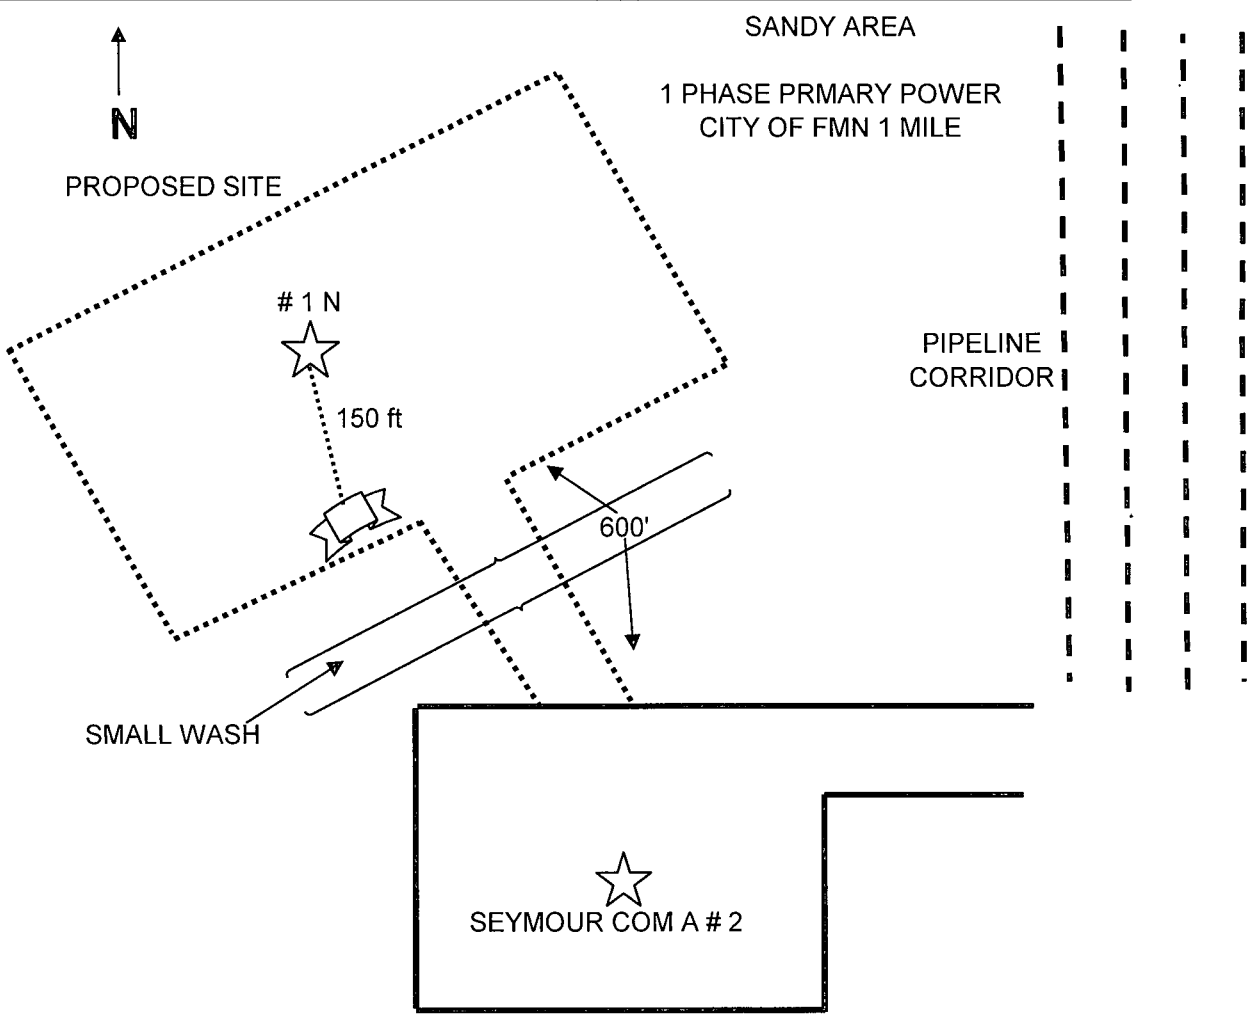 SANDY AREA
1 PHASE PRMARY POWER
CITY OF FMN 1 MILE
N
PROPOSED SITE
# 1 N
150 ft
PIPELINE
CORRIDOR
600'
SMALL WASH
SEYMOUR COM A # 2